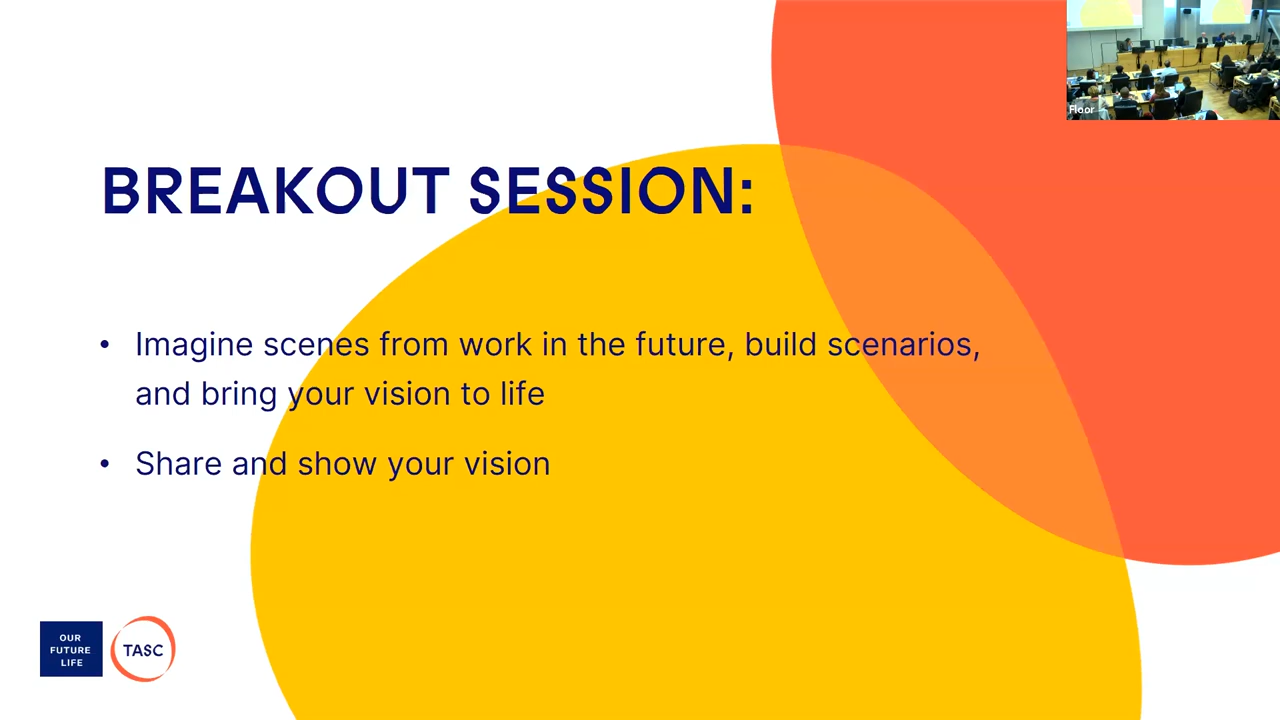 Floor
BREAKOUT SESSION:
• Imagine scenes from work in the future, build scenarios,
and bring your vision to life
• Share and show your vision
OUR
FUTURE
LIFE
TASC